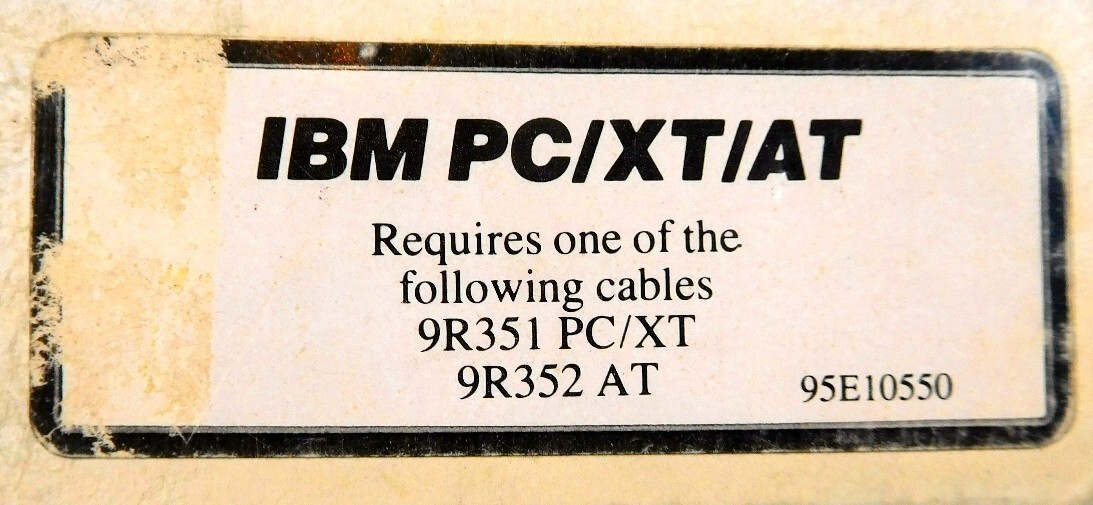 IBM PC/XT/AT
Requires one of the
following cables
9R351 PC/XT
9R352 AT
95E10550